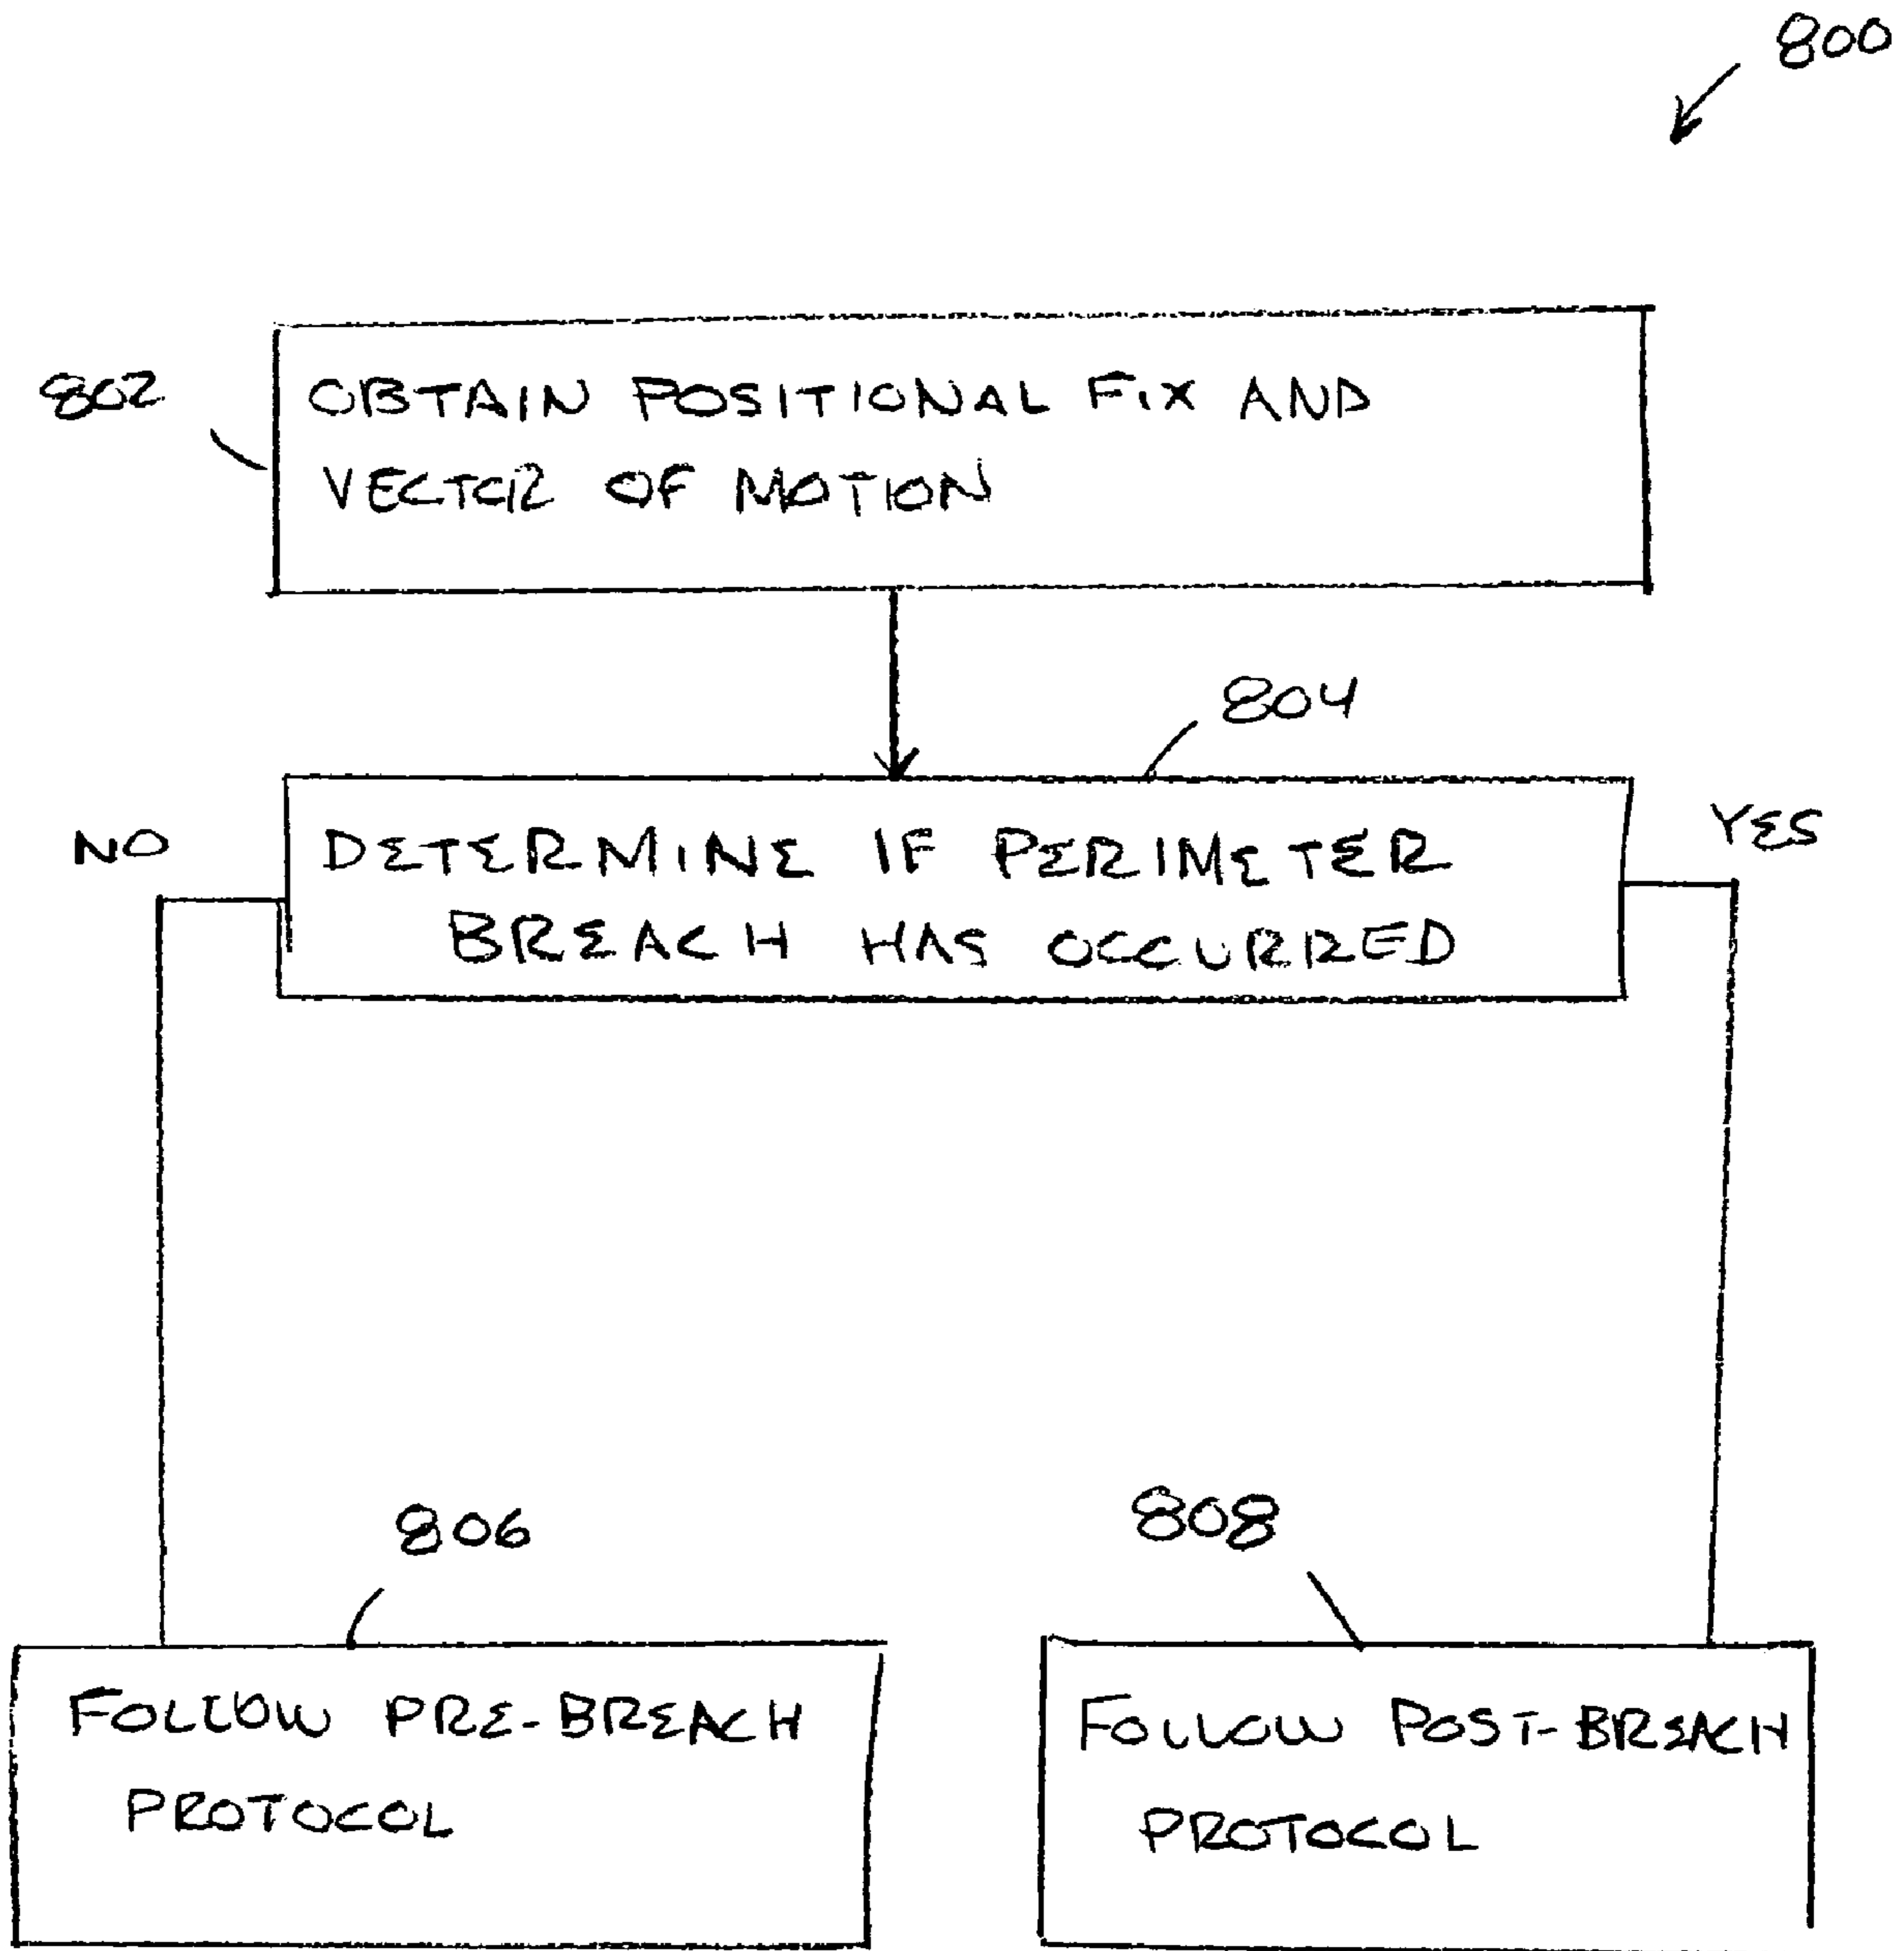 800
802
OBTAIN POSITIONAL FIX AND
VECTOR OF MOTION
804
NO
DETERMINE IF PERIMETER
BREACH HAS OCCURRED
YES
806
808
FOLLOW PRE-BREACH
PROTOCOL
FOLLOW POST-BREACH
PROTOCOL